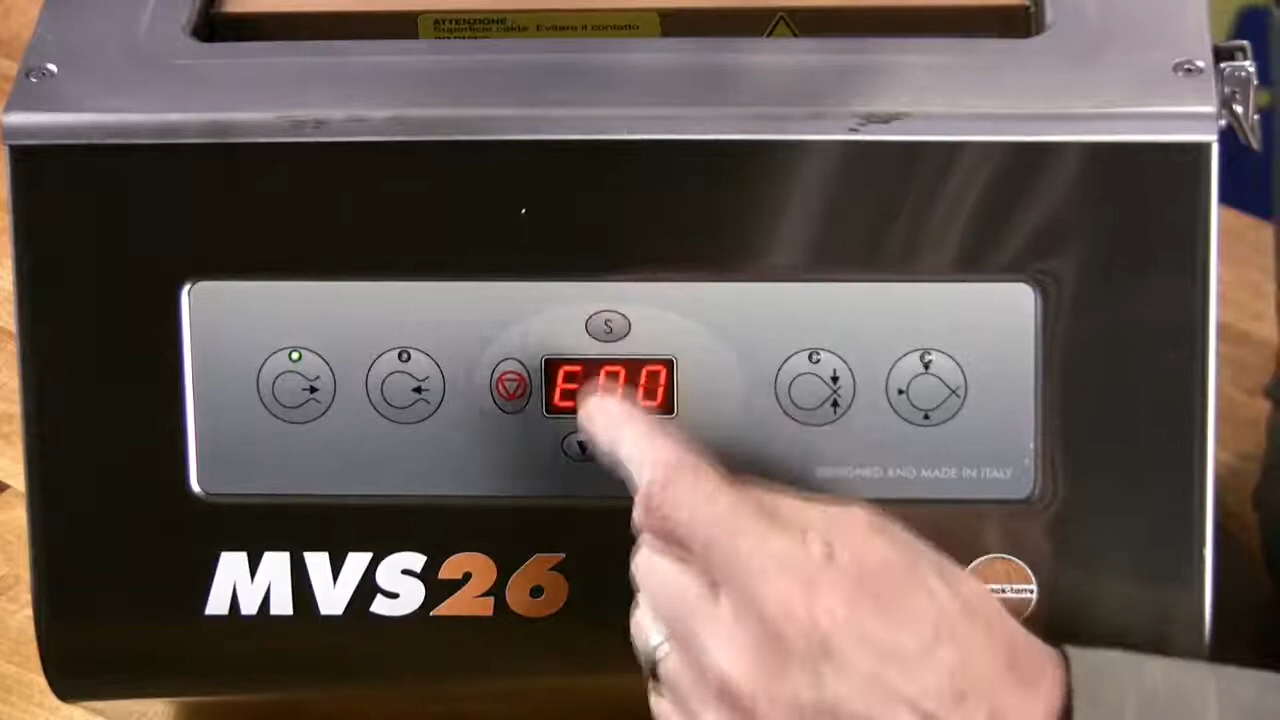 ATTENZIONE
Superficie calda Evitare il contatto
S
E00
DESIGNED AND MADE IN ITALY
MVS26